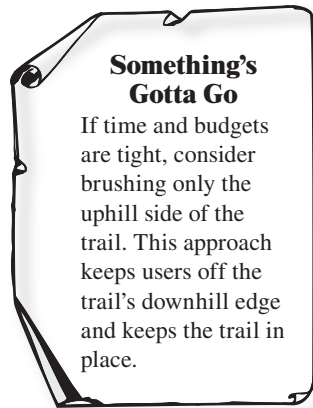 Something’s
Gotta Go
If time and budgets
are tight, consider
brushing only the
uphill side of the
trail. This approach
keeps users off the
trail’s downhill edge
and keeps the trail in
place.